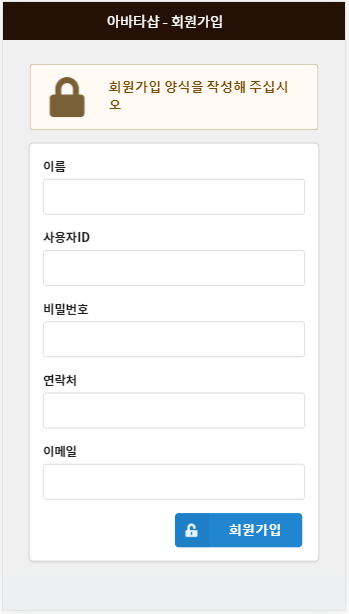 아바타샵 - 회원가입
회원가입 양식을 작성해 주십시
오
이름
사용자ID
비밀번호
연락처
이메일
회원가입